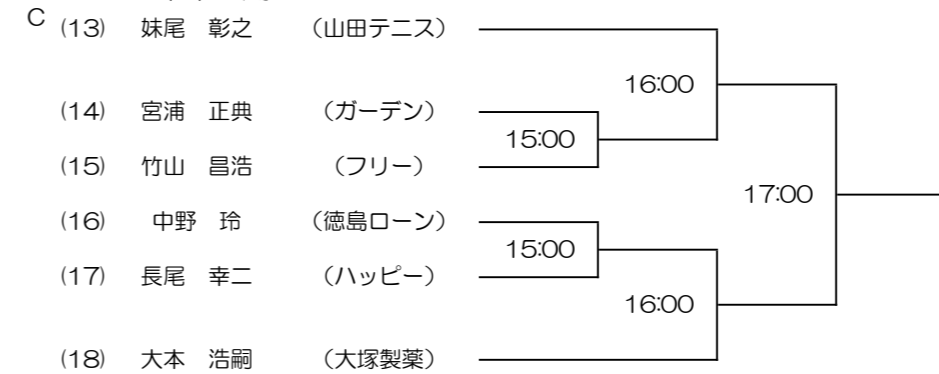 C (13) 妹尾 彰之 (山田テニス)
16:00
(14) 宮浦 正典 (ガーデン)
15:00
(15) 竹山 昌浩 (フリー)
17:00
(16) 中野 玲 (徳島ローン)
15:00
(17) 長尾 幸二 (ハッピー)
16:00
(18) 大本 浩嗣 (大塚製薬)